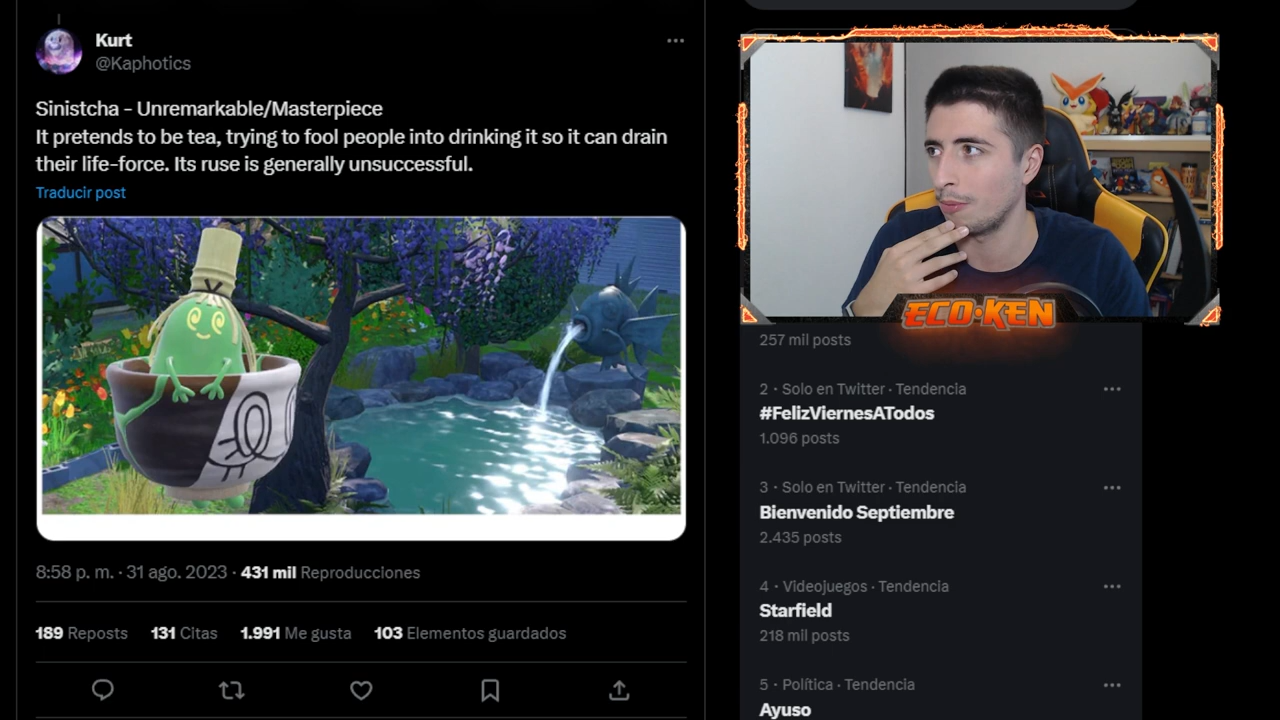 Kurt
@Kaphotics
Sinistcha - Unremarkable/Masterpiece
It pretends to be tea, trying to fool people into drinking it so it can drain
their life-force. Its ruse is generally unsuccessful.
Traducir post
8:58 p. m. · 31 ago. 2023 · 431 mil Reproducciones
189 Reposts 131 Citas 1.991 Me gusta 103 Elementos guardados
ECO·KEN
257 mil posts
2 · Solo en Twitter · Tendencia
#FelizViernesATodos
1.096 posts
3 · Solo en Twitter · Tendencia
Bienvenido Septiembre
2.435 posts
4 · Videojuegos · Tendencia
Starfield
218 mil posts
5 · Política · Tendencia
Ayuso